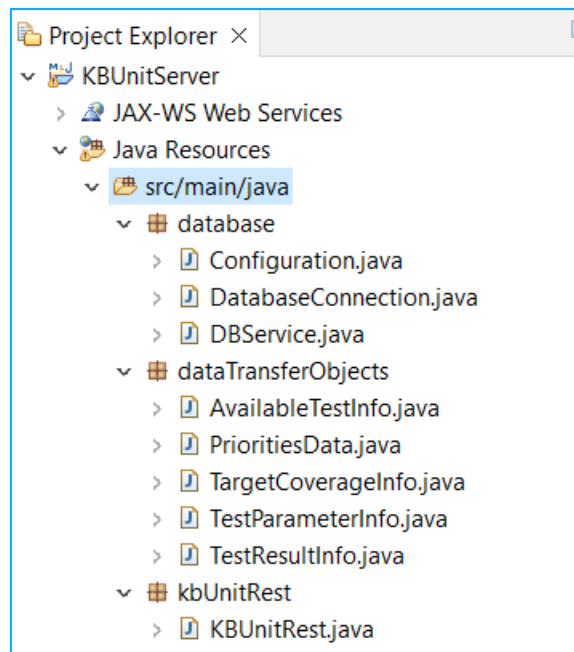 Project Explorer
KBUnitServer
JAX-WS Web Services
Java Resources
src/main/java
database
Configuration.java
DatabaseConnection.java
DBService.java
dataTransferObjects
AvailableTestInfo.java
PrioritiesData.java
TargetCoverageInfo.java
TestParameterInfo.java
TestResultInfo.java
kbUnitRest
KBUnitRest.java